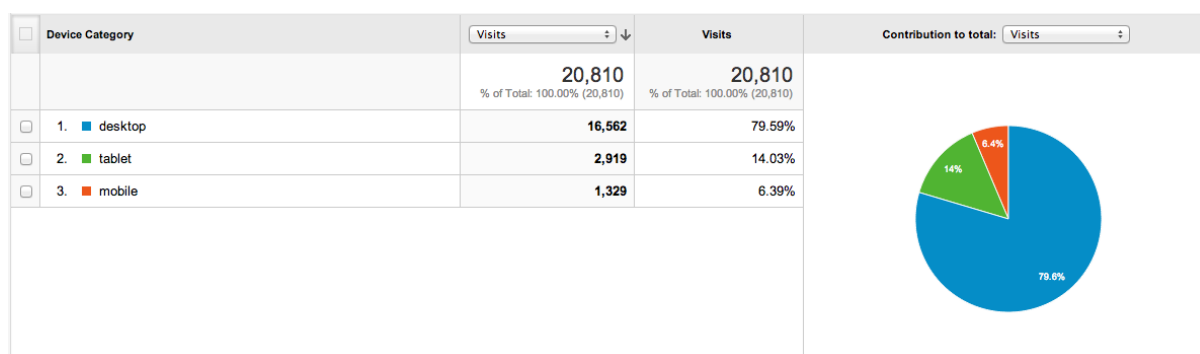 Device Category Visits Visits Contribution to total: Visits
20,810 20,810
% of Total: 100.00% (20,810) % of Total: 100.00% (20,810)
1. desktop 16,562 79.59%
2. tablet 2,919 14.03%
3. mobile 1,329 6.39%
6.4%
14%
79.6%